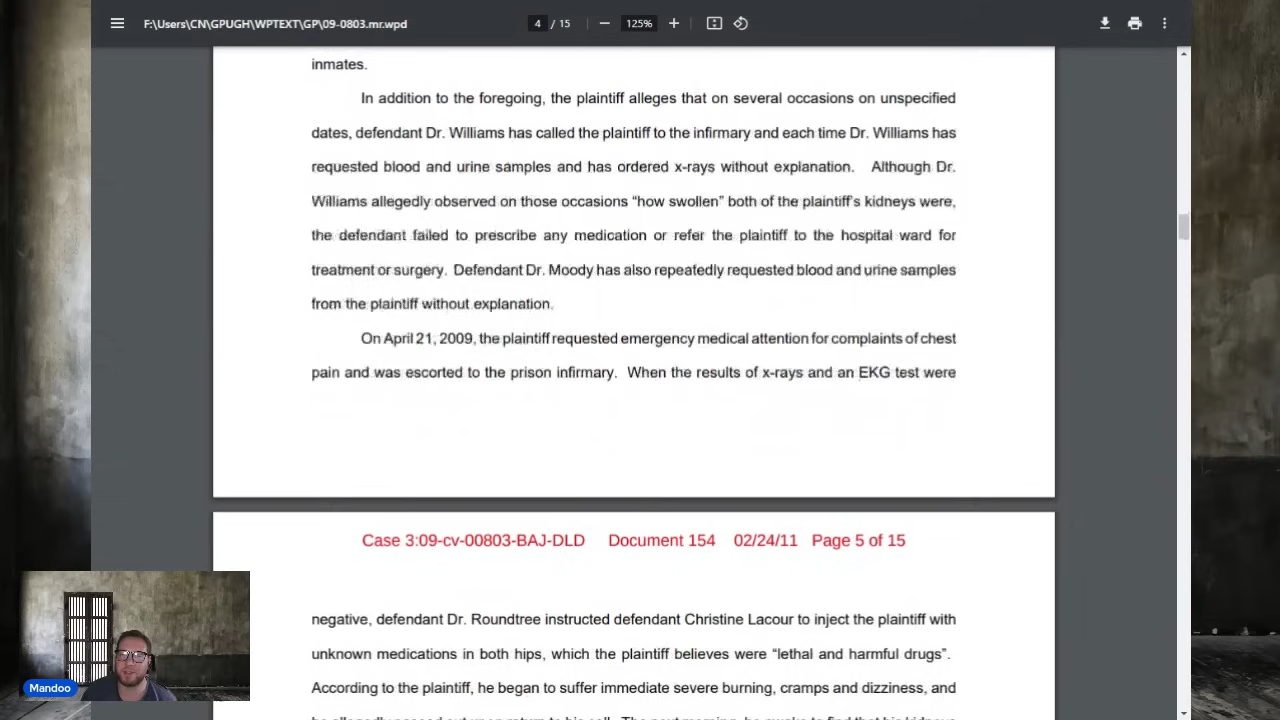 F:\Users\CN\GPUGH\WPTEXT\GP\09-0803.mr.wpd
4 / 15
125%
inmates.
In addition to the foregoing, the plaintiff alleges that on several occasions on unspecified
dates, defendant Dr. Williams has called the plaintiff to the infirmary and each time Dr. Williams has
requested blood and urine samples and has ordered x-rays without explanation. Although Dr.
Williams allegedly observed on those occasions “how swollen” both of the plaintiff’s kidneys were,
the defendant failed to prescribe any medication or refer the plaintiff to the hospital ward for
treatment or surgery. Defendant Dr. Moody has also repeatedly requested blood and urine samples
from the plaintiff without explanation.
On April 21, 2009, the plaintiff requested emergency medical attention for complaints of chest
pain and was escorted to the prison infirmary. When the results of x-rays and an EKG test were
Case 3:09-cv-00803-BAJ-DLD Document 154 02/24/11 Page 5 of 15
negative, defendant Dr. Roundtree instructed defendant Christine Lacour to inject the plaintiff with
unknown medications in both hips, which the plaintiff believes were “lethal and harmful drugs”.
According to the plaintiff, he began to suffer immediate severe burning, cramps and dizziness, and
Mandoo